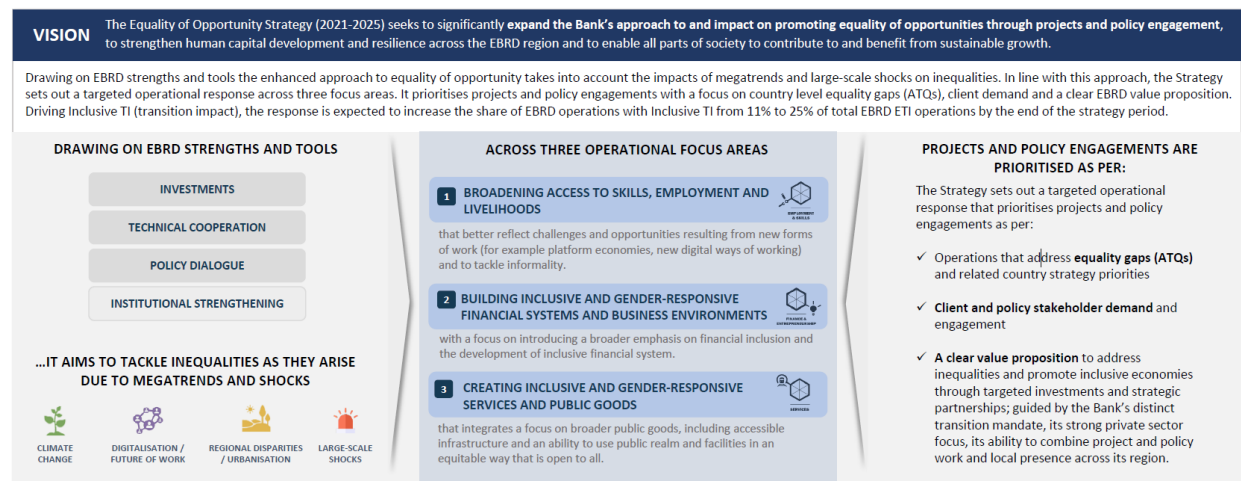 VISION
The Equality of Opportunity Strategy (2021-2025) seeks to significantly expand the Bank's approach to and impact on promoting equality of opportunities through projects and policy engagement,
to strengthen human capital development and resilience across the EBRD region and to enable all parts of society to contribute to and benefit from sustainable growth.
Drawing on EBRD strengths and tools the enhanced approach to equality of opportunity takes into account the impacts of megatrends and large-scale shocks on inequalities. In line with this approach, the Strategy
sets out a targeted operational response across three focus areas. It prioritises projects and policy engagements with a focus on country level equality gaps (ATQs), client demand and a clear EBRD value proposition.
Driving Inclusive TI (transition impact), the response is expected to increase the share of EBRD operations with Inclusive TI from 11% to 25% of total EBRD ETI operations by the end of the strategy period.
DRAWING ON EBRD STRENGTHS AND TOOLS
INVESTMENTS
TECHNICAL COOPERATION
POLICY DIALOGUE
INSTITUTIONAL STRENGTHENING
...IT AIMS TO TACKLE INEQUALITIES AS THEY ARISE
DUE TO MEGATRENDS AND SHOCKS
CLIMATE
CHANGE
DIGITALISATION /
FUTURE OF WORK
REGIONAL DISPARITIES
/ URBANISATION
LARGE-SCALE
SHOCKS
ACROSS THREE OPERATIONAL FOCUS AREAS
1 BROADENING ACCESS TO SKILLS, EMPLOYMENT AND
LIVELIHOODS
EMPLOYMENT
& SKILLS
that better reflect challenges and opportunities resulting from new forms
of work (for example platform economies, new digital ways of working)
and to tackle informality.
2 BUILDING INCLUSIVE AND GENDER-RESPONSIVE
FINANCIAL SYSTEMS AND BUSINESS ENVIRONMENTS
FINANCE &
ENTREPRENEURSHIP
with a focus on introducing a broader emphasis on financial inclusion and
the development of inclusive financial system.
3 CREATING INCLUSIVE AND GENDER-RESPONSIVE
SERVICES AND PUBLIC GOODS
SERVICES
that integrates a focus on broader public goods, including accessible
infrastructure and an ability to use public realm and facilities in an
equitable way that is open to all.
PROJECTS AND POLICY ENGAGEMENTS ARE
PRIORITISED AS PER:
The Strategy sets out a targeted operational
response that prioritises projects and policy
engagements as per:
✓ Operations that address equality gaps (ATQs)
and related country strategy priorities
✓ Client and policy stakeholder demand and
engagement
✓ A clear value proposition to address
inequalities and promote inclusive economies
through targeted investments and strategic
partnerships; guided by the Bank's distinct
transition mandate, its strong private sector
focus, its ability to combine project and policy
work and local presence across its region.